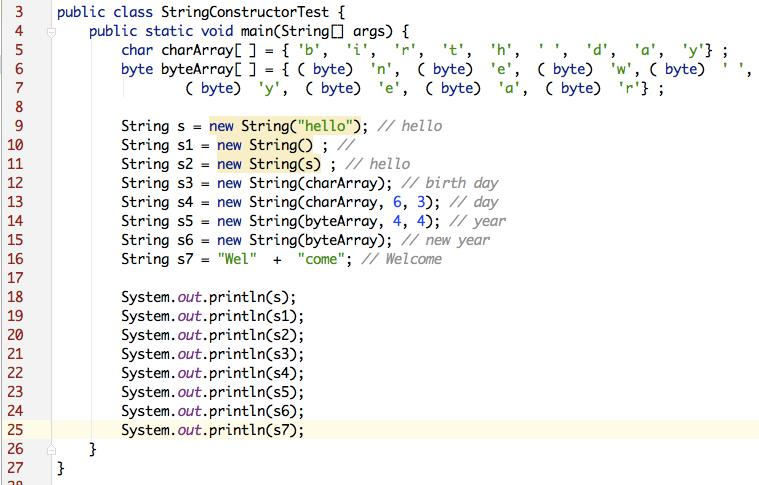 3 public class StringConstructorTest {
4 public static void main(String[] args) {
5 char charArray[ ] = { 'b', 'i', 'r', 't', 'h', ' ', 'd', 'a', 'y'} ;
6 byte byteArray[ ] = { ( byte) 'n', ( byte) 'e', ( byte) 'w', ( byte) ' ',
7 ( byte) 'y', ( byte) 'e', ( byte) 'a', ( byte) 'r'} ;
8
9 String s = new String("hello"); // hello
10 String s1 = new String() ; //
11 String s2 = new String(s) ; // hello
12 String s3 = new String(charArray); // birth day
13 String s4 = new String(charArray, 6, 3); // day
14 String s5 = new String(byteArray, 4, 4); // year
15 String s6 = new String(byteArray); // new year
16 String s7 = "Wel" + "come"; // Welcome
17
18 System.out.println(s);
19 System.out.println(s1);
20 System.out.println(s2);
21 System.out.println(s3);
22 System.out.println(s4);
23 System.out.println(s5);
24 System.out.println(s6);
25 System.out.println(s7);
26 }
27 }